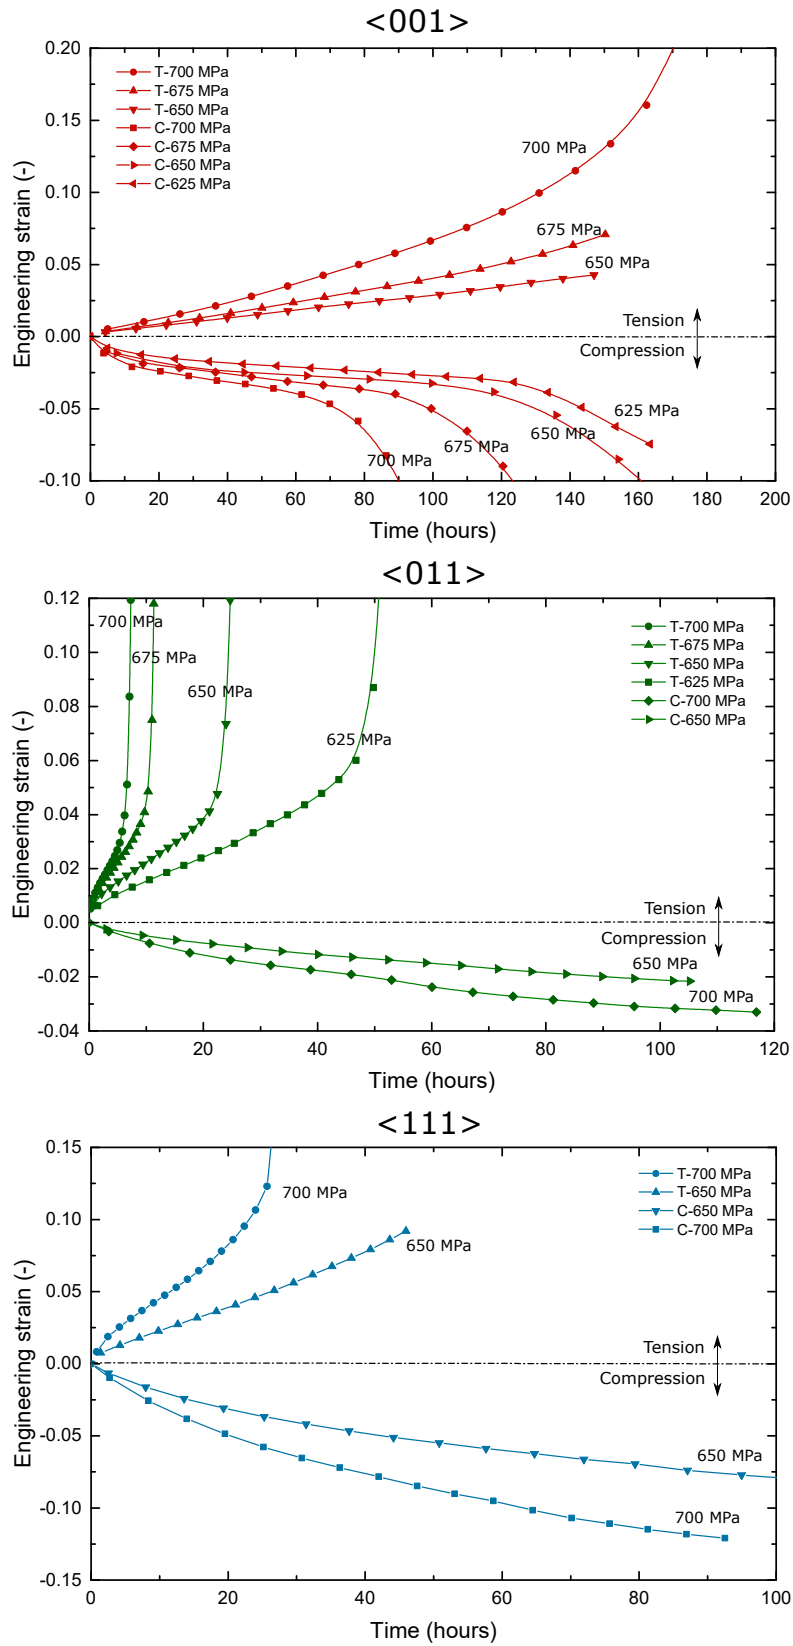 <001>
0.20
0.15
0.10
0.05
0.00
-0.05
-0.10
Engineering strain (-)
T-700 MPa
T-675 MPa
T-650 MPa
C-700 MPa
C-675 MPa
C-650 MPa
C-625 MPa
700 MPa
675 MPa
650 MPa
Tension
Compression
625 MPa
650 MPa
675 MPa
700 MPa
0 20 40 60 80 100 120 140 160 180 200
Time (hours)
<011>
0.12
0.10
0.08
0.06
0.04
0.02
0.00
-0.02
-0.04
Engineering strain (-)
700 MPa
675 MPa
650 MPa
625 MPa
T-700 MPa
T-675 MPa
T-650 MPa
T-625 MPa
C-700 MPa
C-650 MPa
Tension
Compression
650 MPa
700 MPa
0 20 40 60 80 100 120
Time (hours)
<111>
0.15
0.10
0.05
0.00
-0.05
-0.10
-0.15
Engineering strain (-)
700 MPa
650 MPa
T-700 MPa
T-650 MPa
C-650 MPa
C-700 MPa
Tension
Compression
650 MPa
700 MPa
0 20 40 60 80 100
Time (hours)